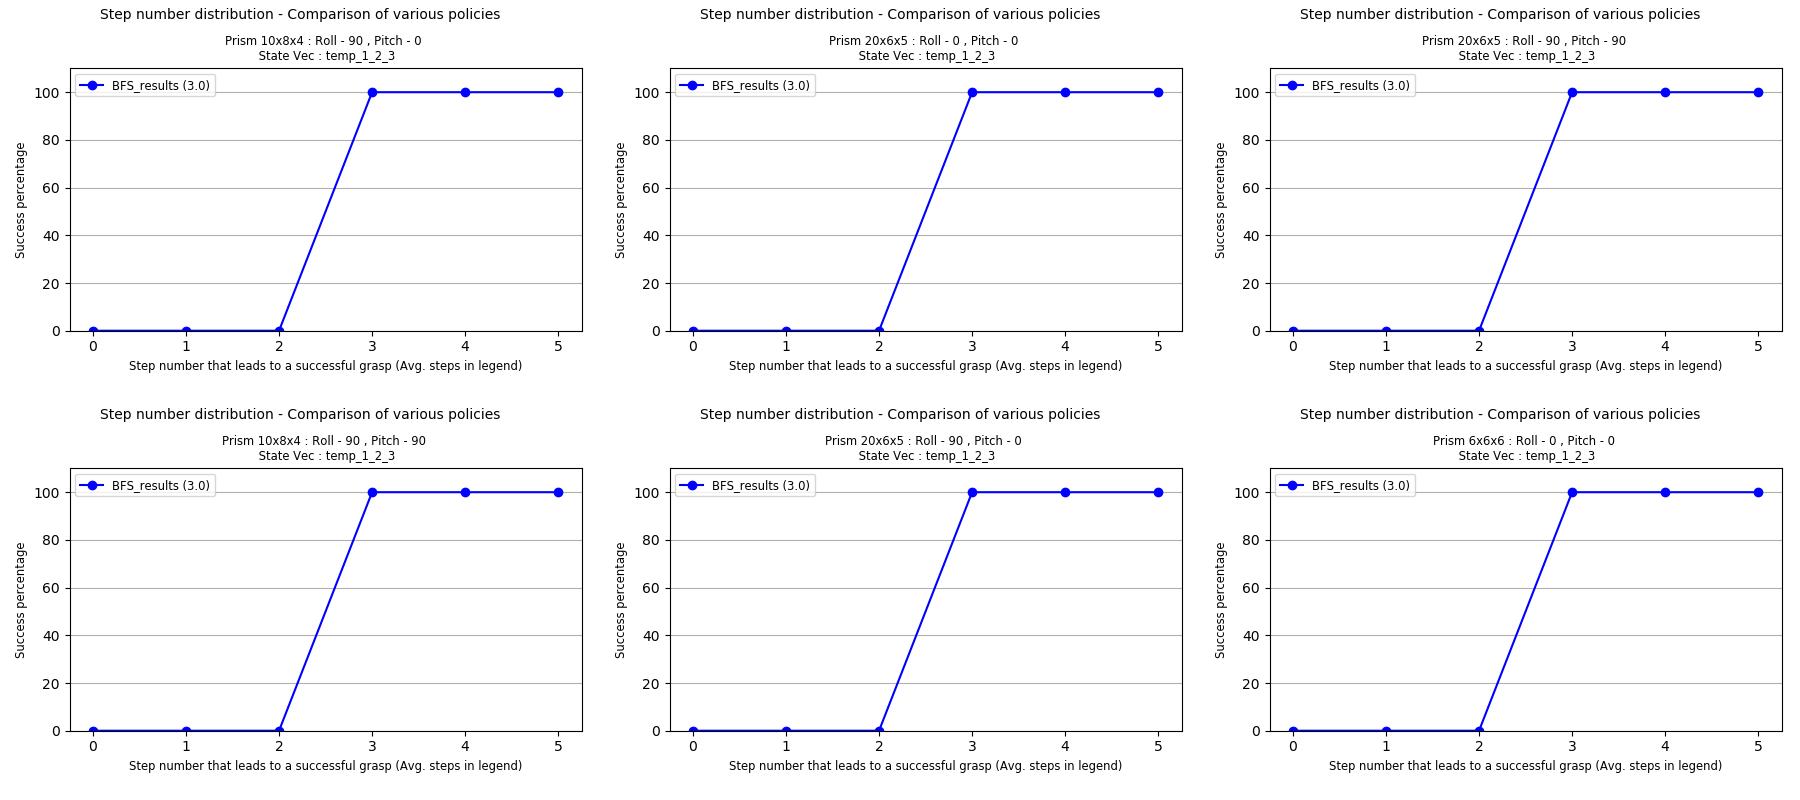 Step number distribution - Comparison of various policies
Prism 10x8x4 : Roll - 90 , Pitch - 0
State Vec : temp_1_2_3
BFS_results (3.0)
Success percentage
100
80
60
40
20
0
0 1 2 3 4 5
Step number that leads to a successful grasp (Avg. steps in legend)
Step number distribution - Comparison of various policies
Prism 20x6x5 : Roll - 0 , Pitch - 0
State Vec : temp_1_2_3
BFS_results (3.0)
Success percentage
100
80
60
40
20
0
0 1 2 3 4 5
Step number that leads to a successful grasp (Avg. steps in legend)
Step number distribution - Comparison of various policies
Prism 20x6x5 : Roll - 90 , Pitch - 90
State Vec : temp_1_2_3
BFS_results (3.0)
Success percentage
100
80
60
40
20
0
0 1 2 3 4 5
Step number that leads to a successful grasp (Avg. steps in legend)
Step number distribution - Comparison of various policies
Prism 10x8x4 : Roll - 90 , Pitch - 90
State Vec : temp_1_2_3
BFS_results (3.0)
Success percentage
100
80
60
40
20
0
0 1 2 3 4 5
Step number that leads to a successful grasp (Avg. steps in legend)
Step number distribution - Comparison of various policies
Prism 20x6x5 : Roll - 90 , Pitch - 0
State Vec : temp_1_2_3
BFS_results (3.0)
Success percentage
100
80
60
40
20
0
0 1 2 3 4 5
Step number that leads to a successful grasp (Avg. steps in legend)
Step number distribution - Comparison of various policies
Prism 6x6x6 : Roll - 0 , Pitch - 0
State Vec : temp_1_2_3
BFS_results (3.0)
Success percentage
100
80
60
40
20
0
0 1 2 3 4 5
Step number that leads to a successful grasp (Avg. steps in legend)